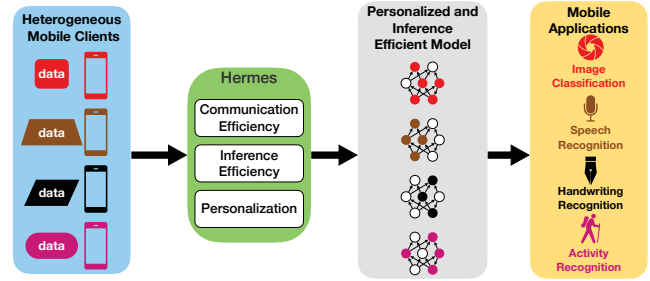 Heterogeneous
Mobile Clients
data
data
data
data
Hermes
Communication
Efficiency
Inference
Efficiency
Personalization
Personalized and
Inference
Efficient Model
Mobile
Applications
Image
Classification
Speech
Recognition
Handwriting
Recognition
Activity
Recognition